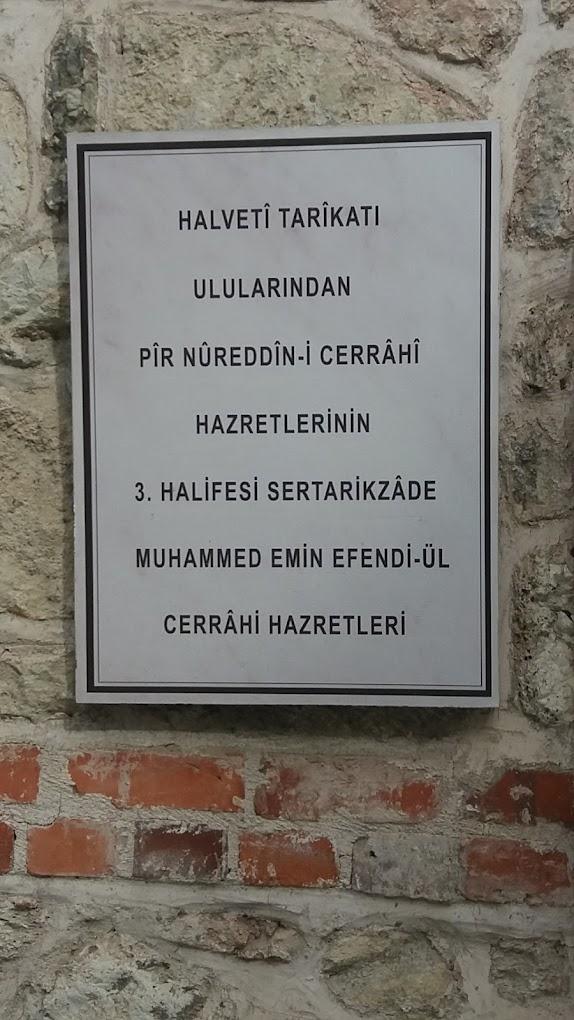 HALVETÎ TARÎKATI
ULULARINDAN
PÎR NÛREDDÎN-İ CERRÂHÎ
HAZRETLERİNİN
3. HALİFESİ SERTARİKZÂDE
MUHAMMED EMİN EFENDİ-ÜL
CERRÂHİ HAZRETLERİ